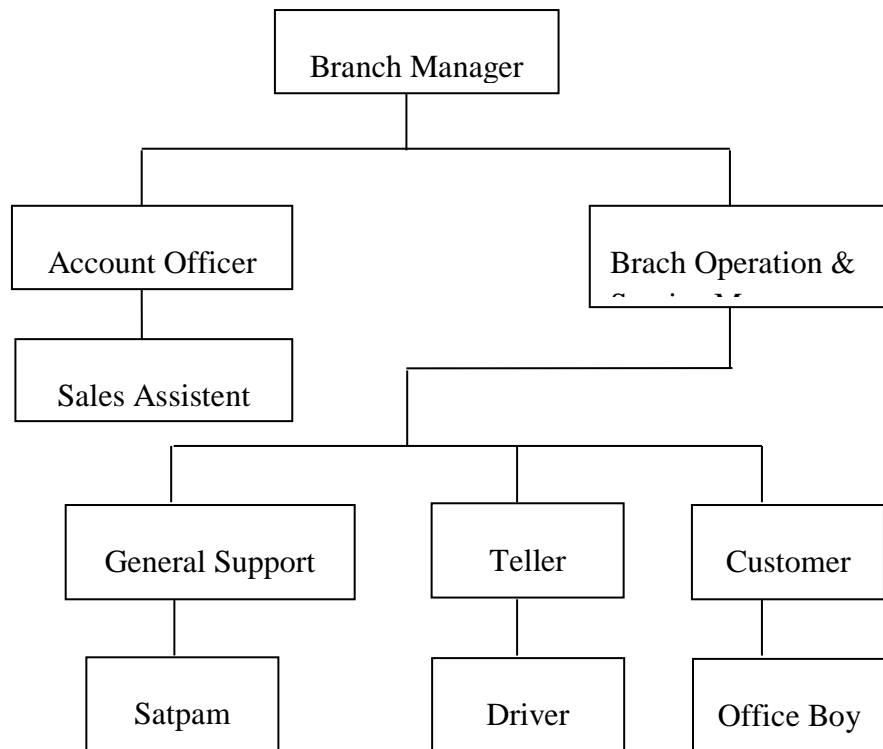 Branch Manager
Account Officer
Brach Operation &
Sales Assistent
General Support
Teller
Customer
Satpam
Driver
Office Boy